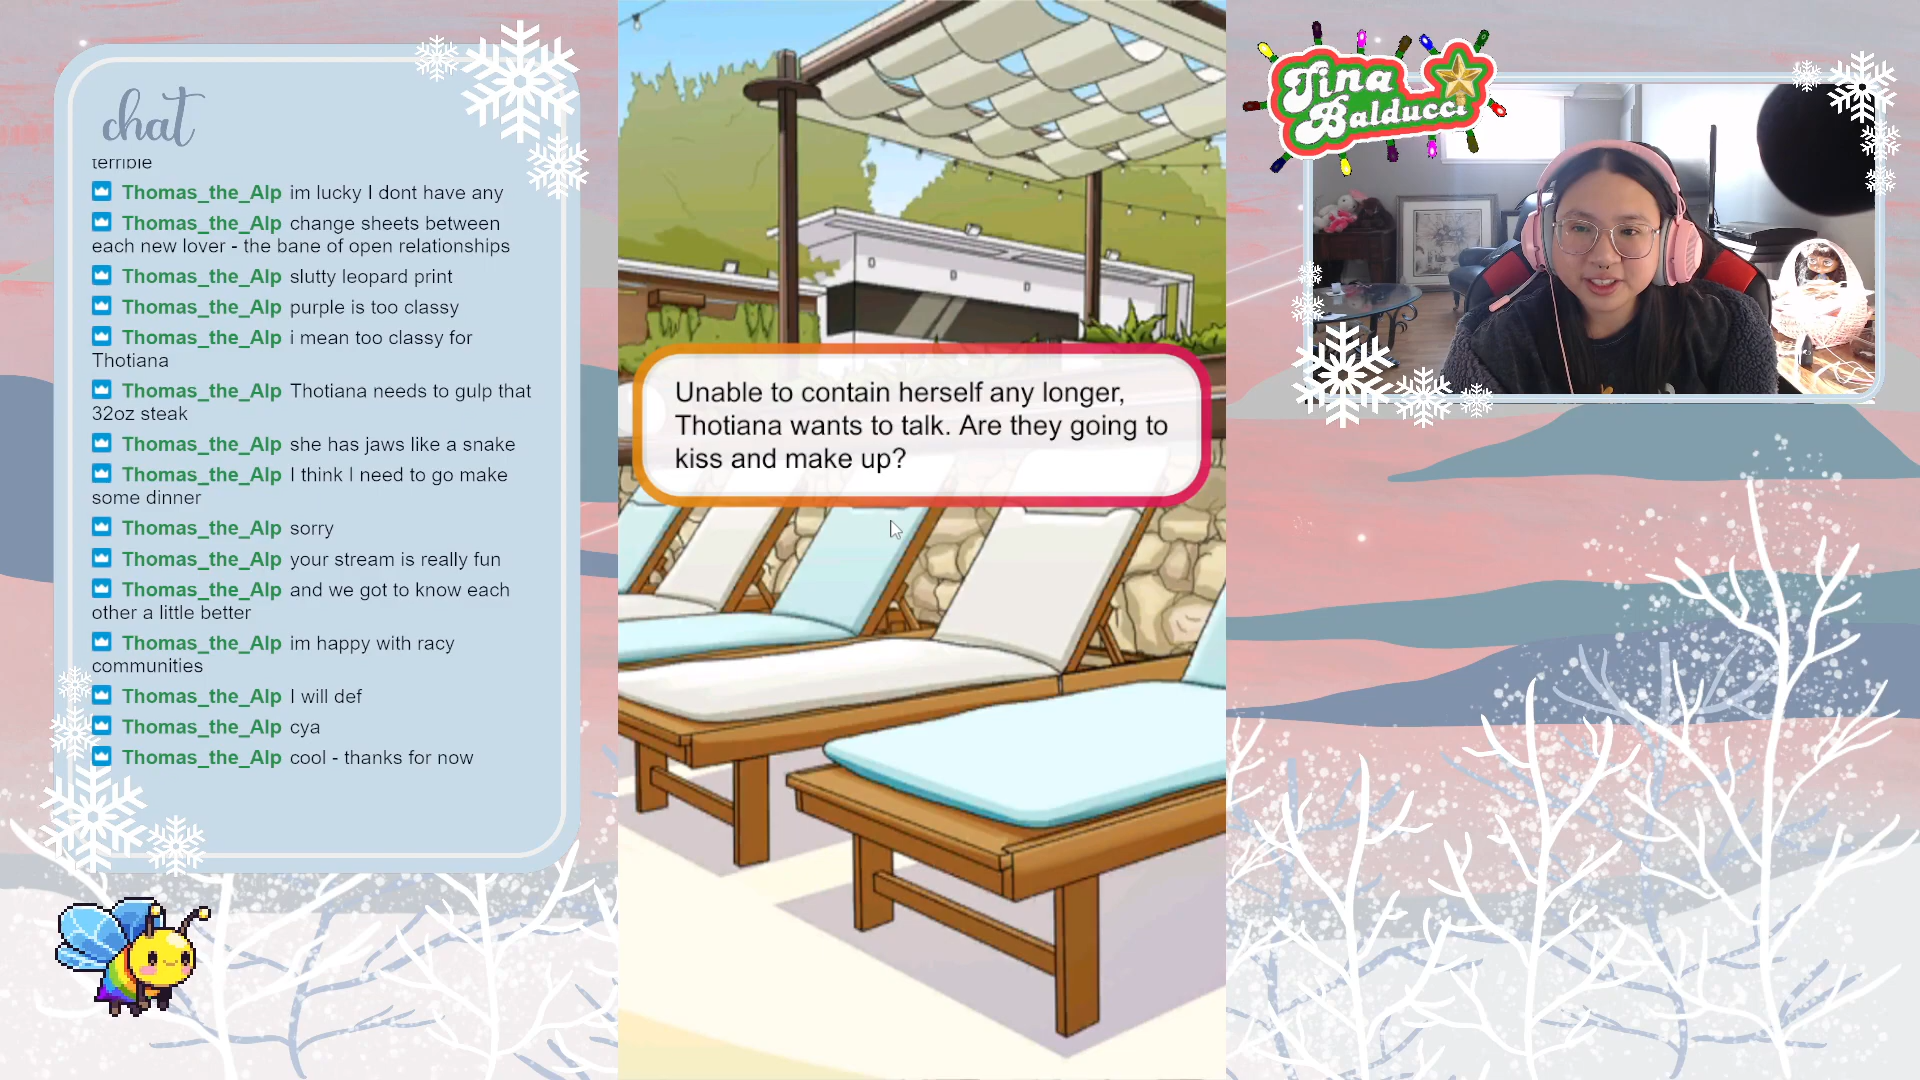 chat
terrible
Thomas_the_Alp im lucky I dont have any
Thomas_the_Alp change sheets between
each new lover - the bane of open relationships
Thomas_the_Alp slutty leopard print
Thomas_the_Alp purple is too classy
Thomas_the_Alp i mean too classy for
Thotiana
Thomas_the_Alp Thotiana needs to gulp that
32oz steak
Thomas_the_Alp she has jaws like a snake
Thomas_the_Alp I think I need to go make
some dinner
Thomas_the_Alp sorry
Thomas_the_Alp your stream is really fun
Thomas_the_Alp and we got to know each
other a little better
Thomas_the_Alp im happy with racy
communities
Thomas_the_Alp I will def
Thomas_the_Alp cya
Thomas_the_Alp cool - thanks for now
Unable to contain herself any longer,
Thotiana wants to talk. Are they going to
kiss and make up?
Tina
Balducci